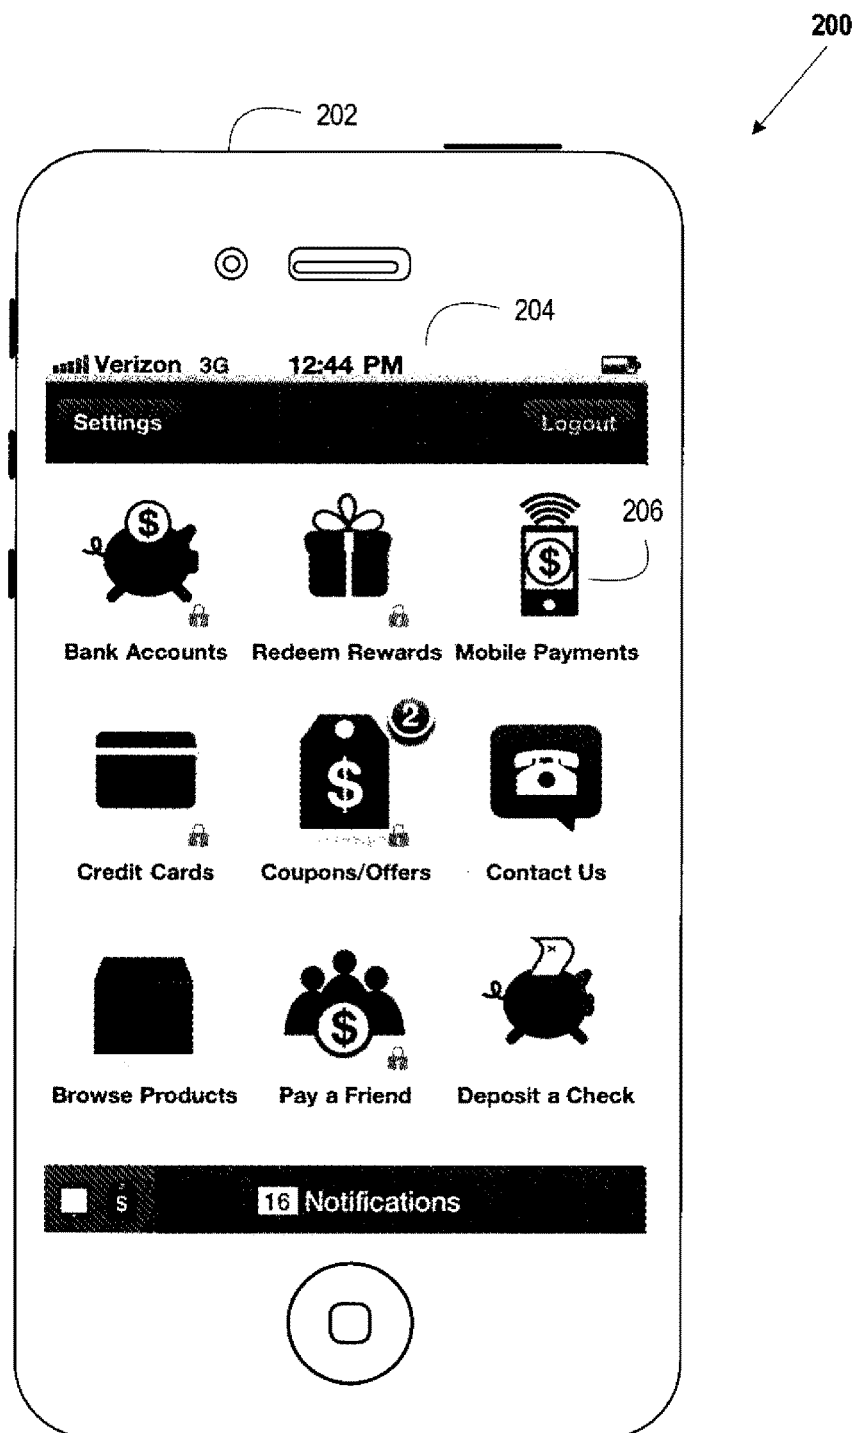 200
202
204
Verizon 3G 12:44 PM
Settings Logout
$ $
206
Bank Accounts Redeem Rewards Mobile Payments
2
$
Credit Cards Coupons/Offers Contact Us
$
Browse Products Pay a Friend Deposit a Check
$ 16 Notifications